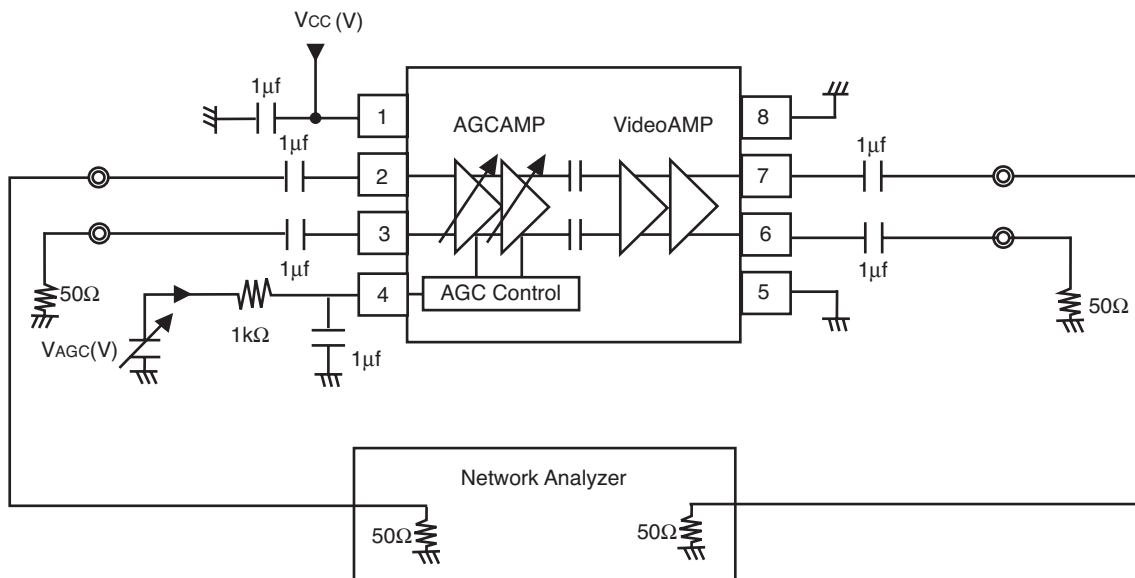 VCC (V)
1µf
1
8
AGCAMP
VideoAMP
1µf
1µf
2
7
3
6
1µf
1µf
50Ω
4
AGC Control
5
50Ω
1kΩ
VAGC(V)
1µf
Network Analyzer
50Ω
50Ω